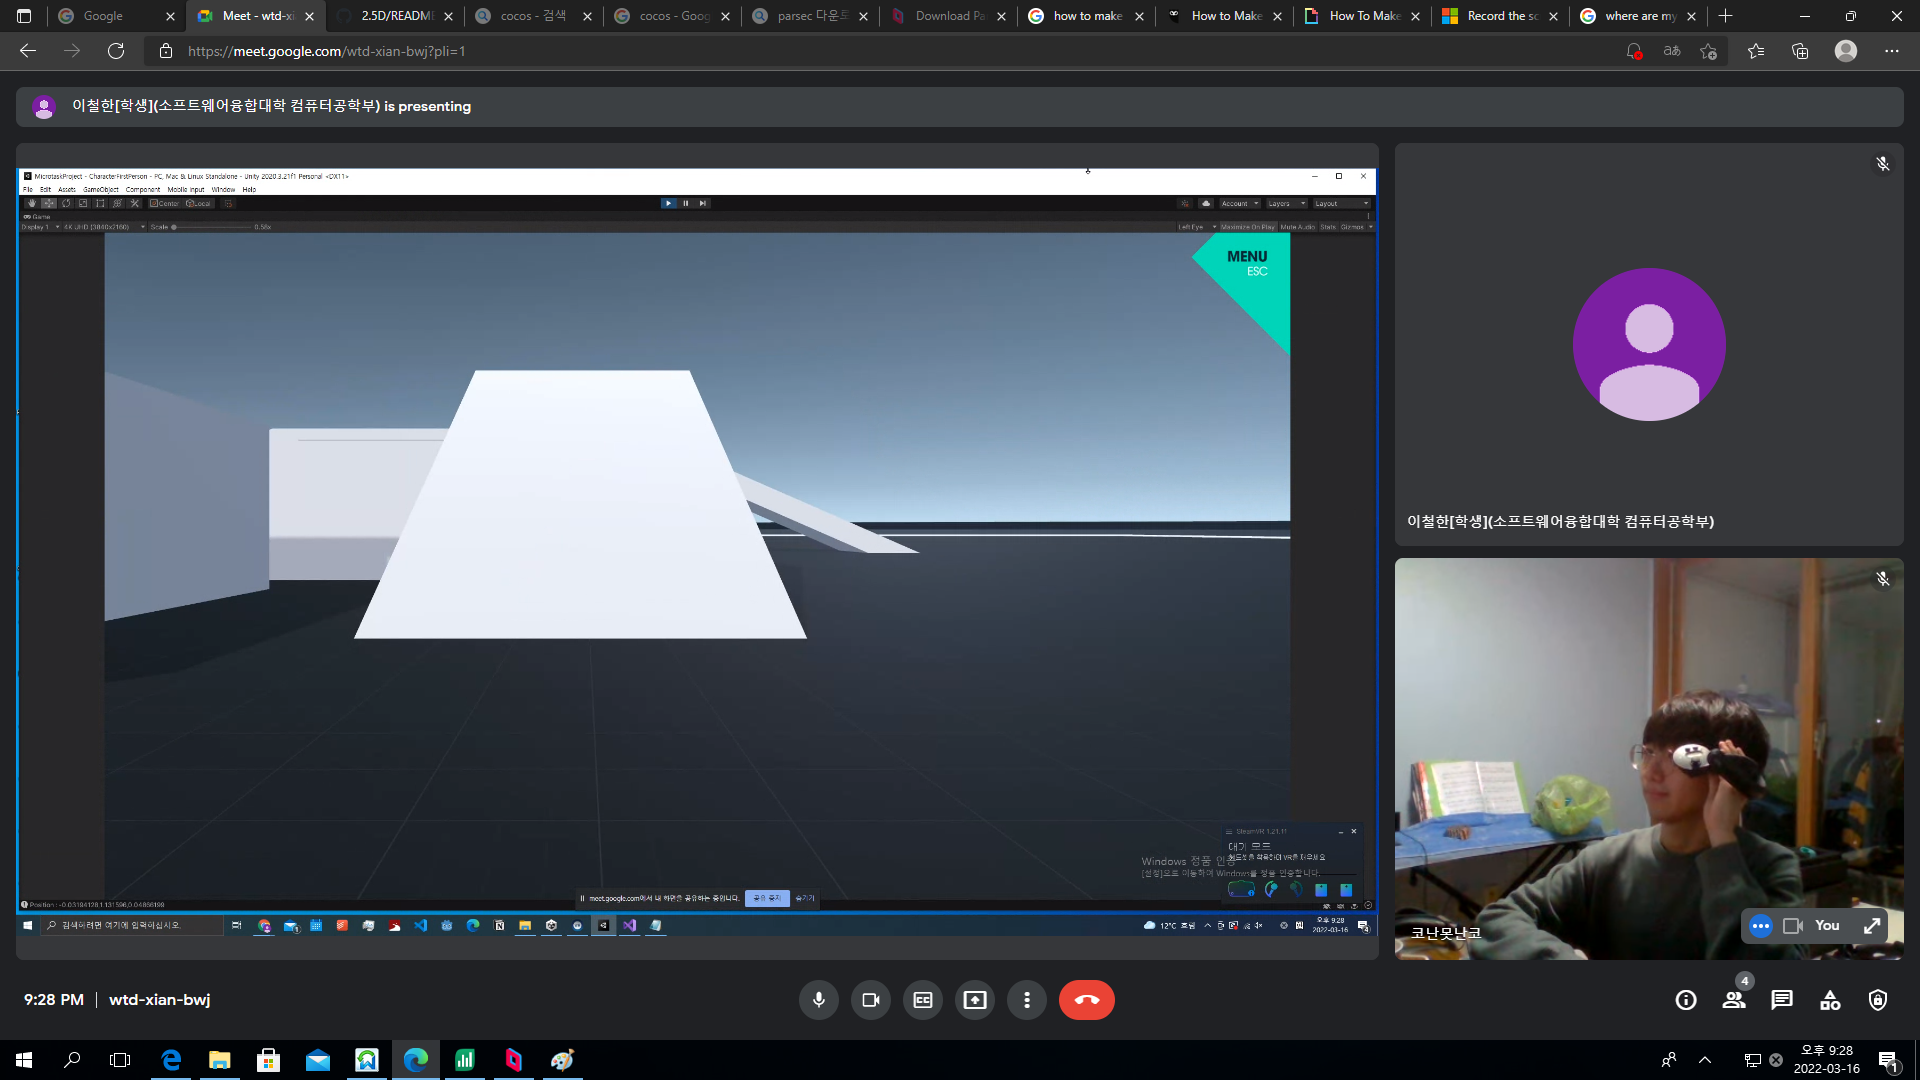 Google
Meet - wtd-xi
2.5D/README
cocos - 검색
cocos - Goog
parsec 다운로
Download Pa
how to make
How to Make
How To Make
Record the sc
where are my
https://meet.google.com/wtd-xian-bwj?pli=1
이철한[학생](소프트웨어융합대학 컴퓨터공학부) is presenting
MicrotaskProject - CharacterFirstPerson - PC, Mac & Linux Standalone - Unity 2020.3.21f1 Personal <DX11>
File Edit Assets GameObject Component Mobile Input Window Help
Center Local Account Layers Layout
Game
Display 1 4K UHD (3840x2160) Scale 0.58x Left Eye Maximize On Play Mute Audio Stats Gizmos
MENU
ESC
SteamVR 1.21.11
대기 모드
Windows 정품 인증
[설정]으로 이동하여 Windows를 정품 인증합니다.
meet.google.com에서 내 화면을 공유하는 중입니다. 공유 중지 숨기기
Position : -0.03194128,1.131596,0.04866199
검색하려면 여기에 입력하십시오.
12°C 흐림
오후 9:28
2022-03-16
이철한[학생](소프트웨어융합대학 컴퓨터공학부)
코난못난코
You
9:28 PM | wtd-xian-bwj
4
오후 9:28
2022-03-16
1